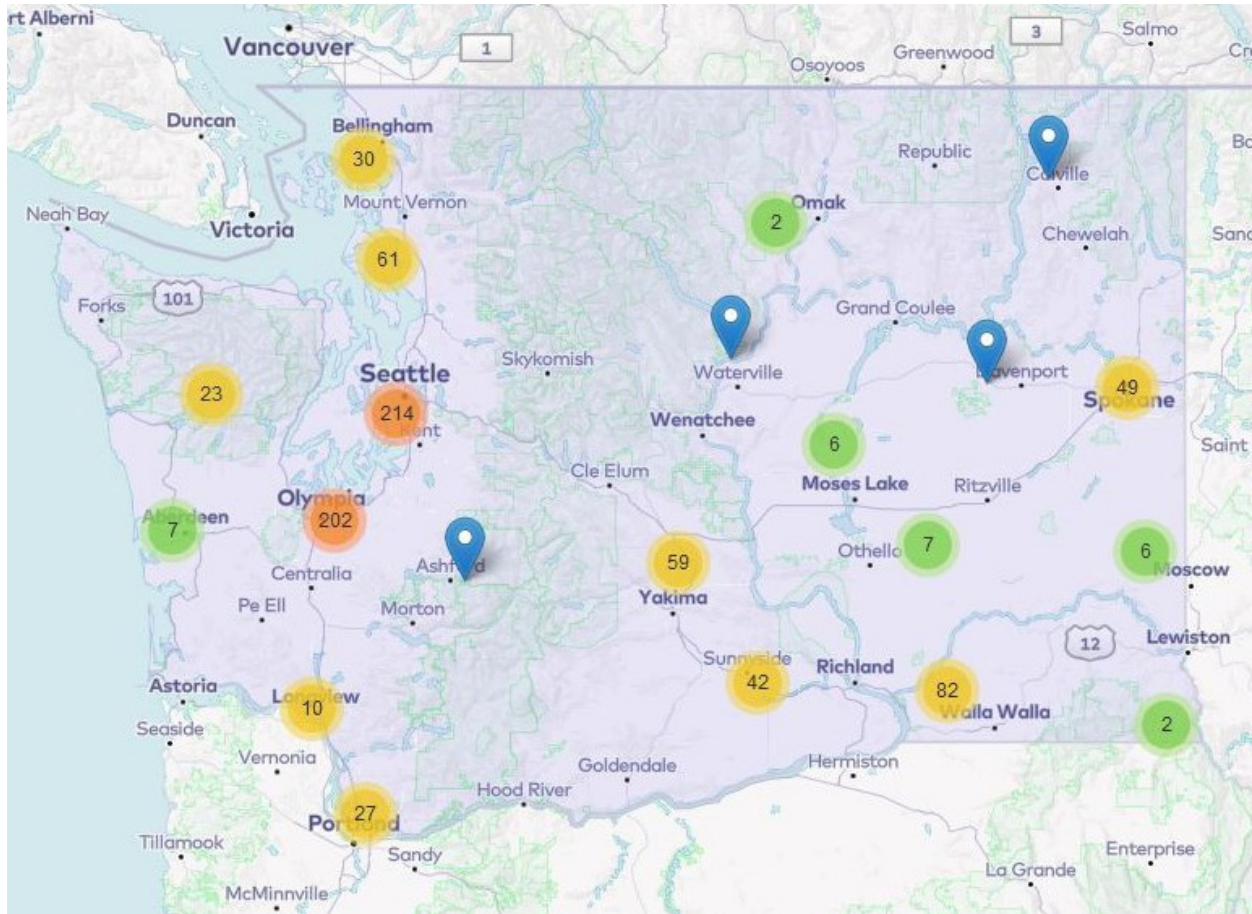 rt Alberni
Salmo
3
Vancouver
1
Greenwood
Osoyoos
Cr
Duncan
Bellingham
30
Republic
Ba
Colville
Mount Vernon
Omak
2
Neah Bay
Victoria
Chewelah
Sand
61
101
Forks
Grand Coulee
Skykomish
Seattle
Waterville
Davenport
23
49
Spokane
214
Kent
Wenatchee
6
Saint
Cle Elum
Moses Lake
Ritzville
Olympia
202
Aberdeen
7
Othello
7
6
Ashford
59
Centralia
Moscow
Yakima
Pe Ell
Morton
12
Lewiston
Sunnyside
42
Richland
Astoria
82
Longview
10
Walla Walla
2
Seaside
Vernonia
Goldendale
Hermiston
Hood River
27
Portland
Tillamook
Sandy
Enterprise
La Grande
McMinnville